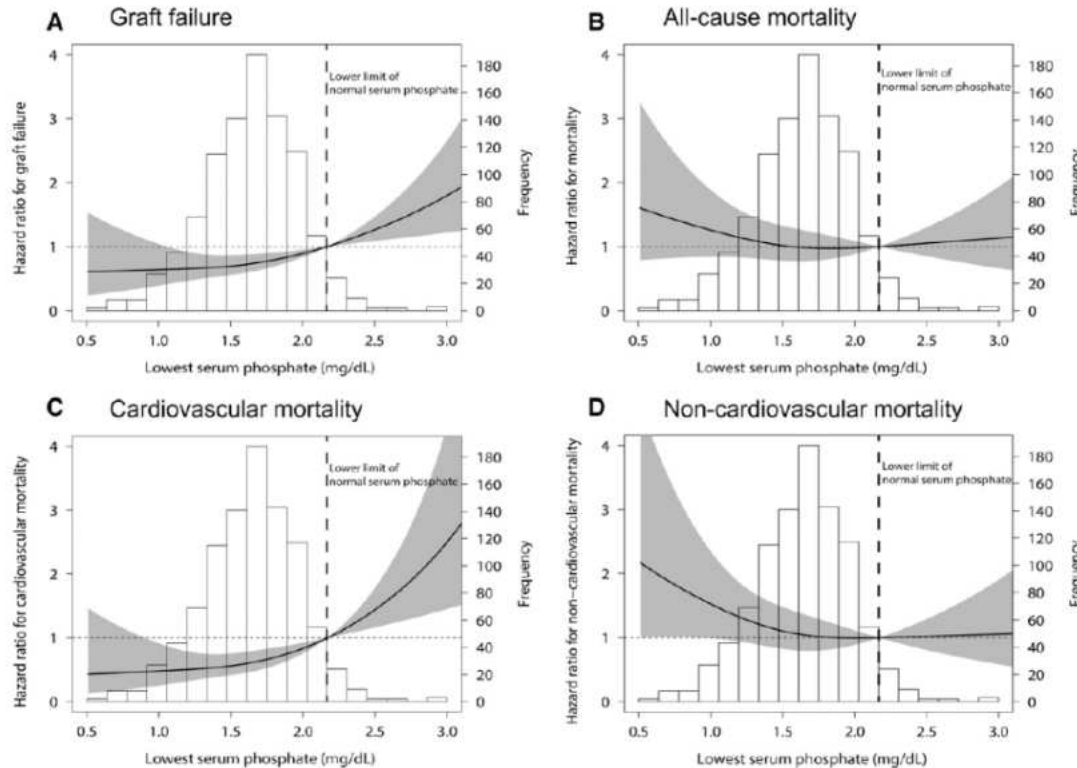 A Graft failure
Hazard ratio for graft failure
4
3
2
1
0
Lower limit of
normal serum phosphate
180
160
140
120
100
80
60
40
20
0
Frequency
0.5 1.0 1.5 2.0 2.5 3.0
Lowest serum phosphate (mg/dL)
B All-cause mortality
Hazard ratio for mortality
4
3
2
1
0
Lower limit of
normal serum phosphate
180
160
140
120
100
80
60
40
20
0
Frequency
0.5 1.0 1.5 2.0 2.5 3.0
Lowest serum phosphate (mg/dL)
C Cardiovascular mortality
Hazard ratio for cardiovascular mortality
4
3
2
1
0
Lower limit of
normal serum phosphate
180
160
140
120
100
80
60
40
20
0
Frequency
0.5 1.0 1.5 2.0 2.5 3.0
Lowest serum phosphate (mg/dL)
D Non-cardiovascular mortality
Hazard ratio for non-cardiovascular mortality
4
3
2
1
0
Lower limit of
normal serum phosphate
180
160
140
120
100
80
60
40
20
0
Frequency
0.5 1.0 1.5 2.0 2.5 3.0
Lowest serum phosphate (mg/dL)